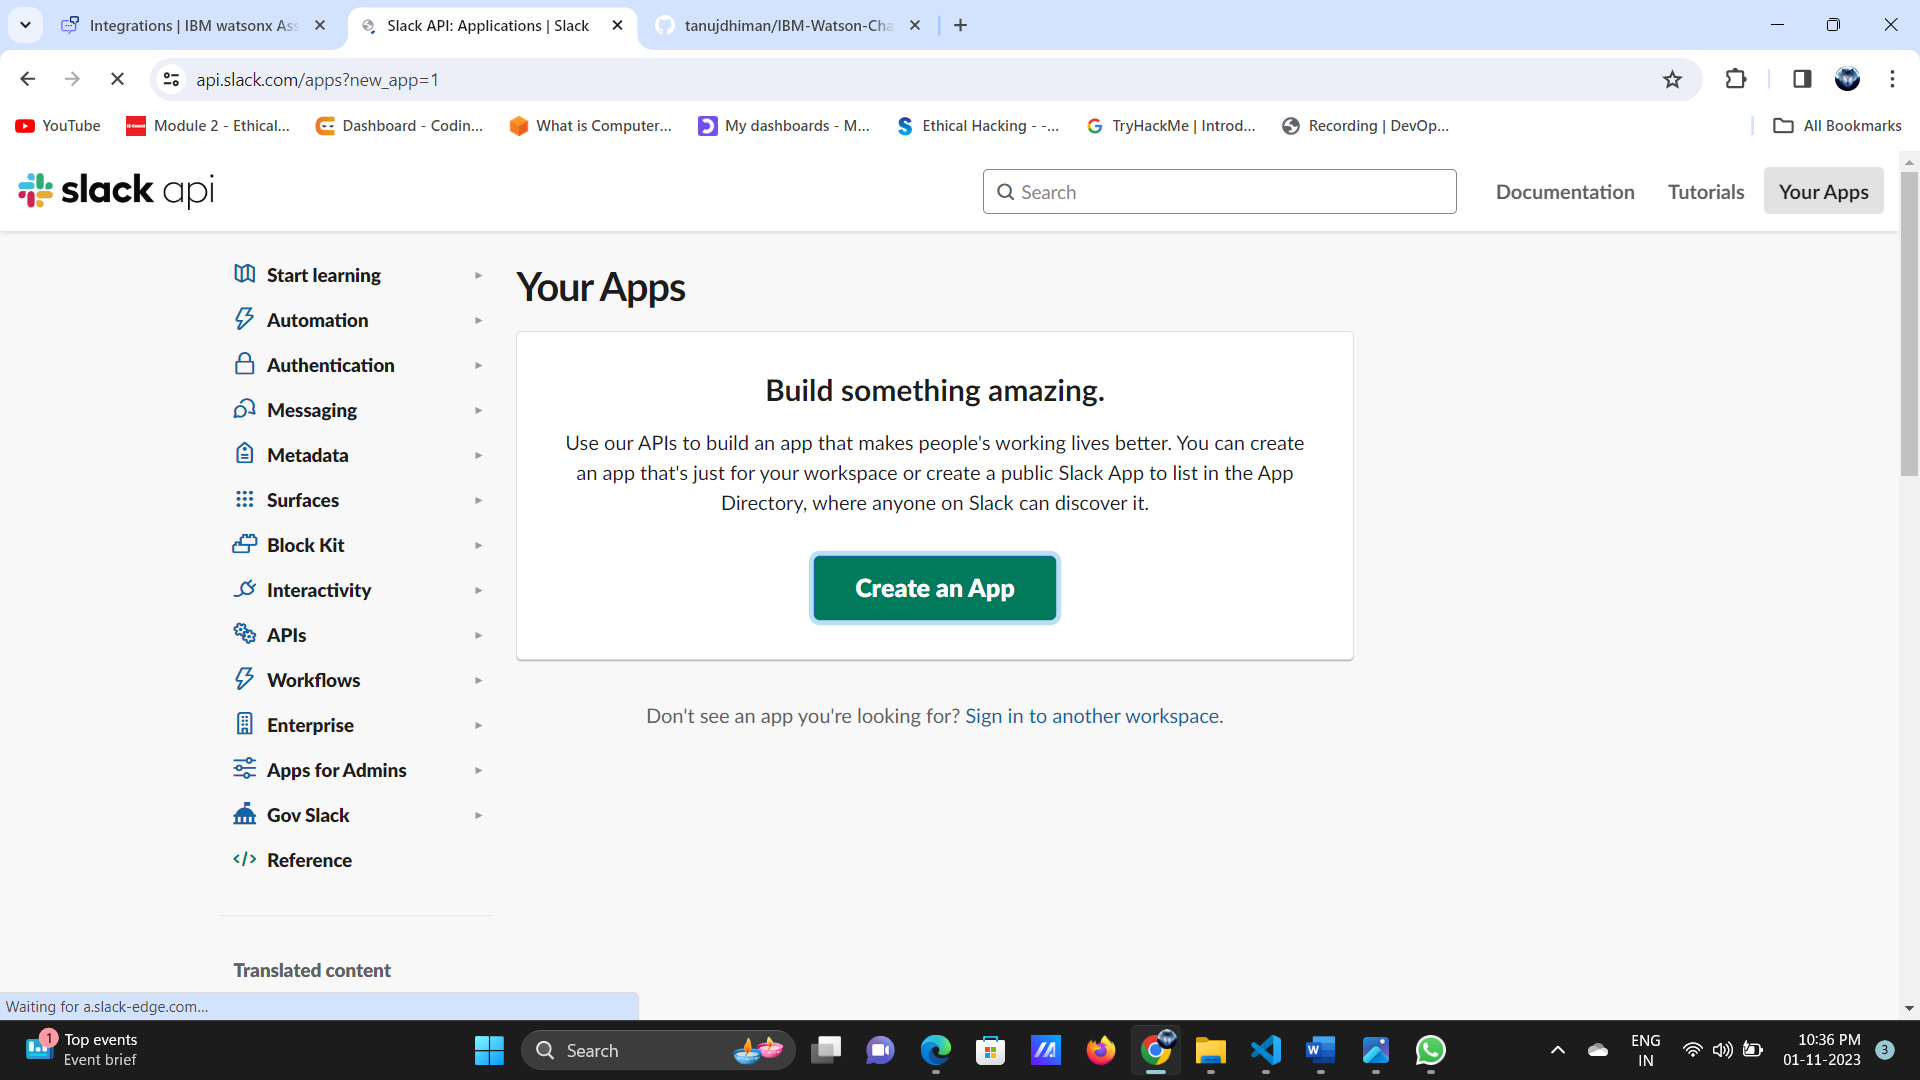 Integrations | IBM watsonx Ass
Slack API: Applications | Slack
tanujdhiman/IBM-Watson-Cha
api.slack.com/apps?new_app=1
YouTube
Module 2 - Ethical...
Dashboard - Codin...
What is Computer...
My dashboards - M...
Ethical Hacking - -...
TryHackMe | Introd...
Recording | DevOp...
All Bookmarks
slack api
Search
Documentation
Tutorials
Your Apps
Start learning
Automation
Authentication
Messaging
Metadata
Surfaces
Block Kit
Interactivity
APIs
Workflows
Enterprise
Apps for Admins
Gov Slack
Reference
Translated content
Your Apps
Build something amazing.
Use our APIs to build an app that makes people's working lives better. You can create
an app that's just for your workspace or create a public Slack App to list in the App
Directory, where anyone on Slack can discover it.
Create an App
Don't see an app you're looking for? Sign in to another workspace.
Waiting for a.slack-edge.com...
1
Top events
Event brief
Search
ENG
IN
10:36 PM
01-11-2023
3